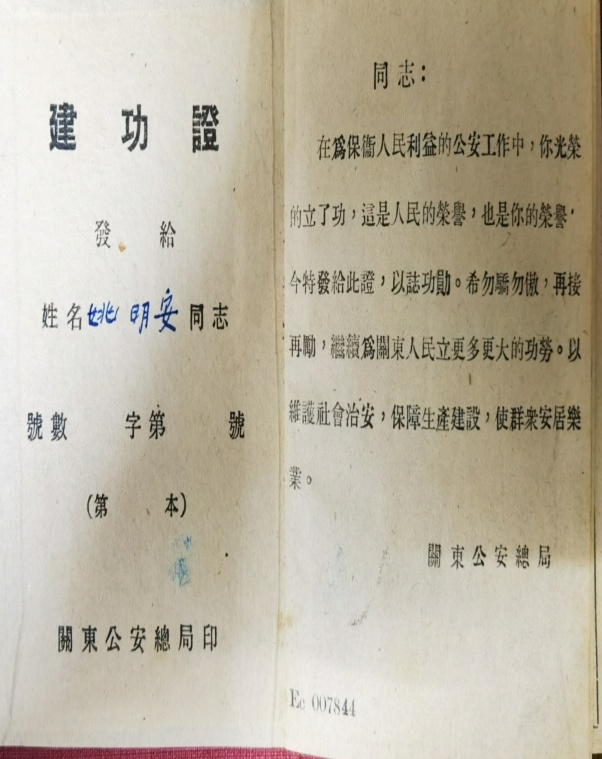 建功證
發給
姓名姚明安同志
號數 字第 號
(第 本)
關東公安總局印
同志：
在爲保衞人民利益的公安工作中，你光榮
的立了功，這是人民的榮譽，也是你的榮譽，
今特發給此證，以誌功勛。希勿驕勿傲，再接
再勵，繼續爲關東人民立更多更大的功勞。以
維護社會治安，保障生產建設，使群衆安居樂
業。
關東公安總局
Ec 007844